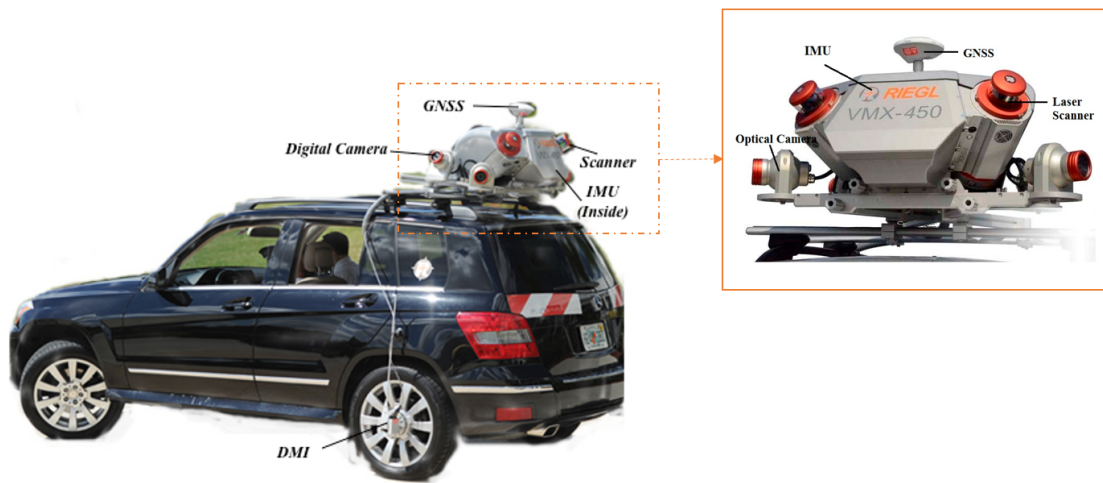 GNSS
Digital Camera
Scanner
IMU
(Inside)
DMI
IMU
GNSS
RIEGL
VMX-450
Laser
Scanner
Optical Camera